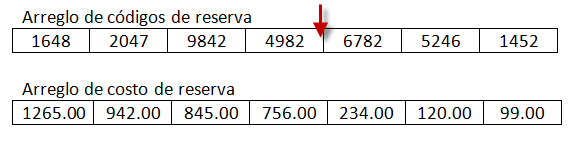 Arreglo de códigos de reserva
1648 2047 9842 4982 6782 5246 1452
Arreglo de costo de reserva
1265.00 942.00 845.00 756.00 234.00 120.00 99.00